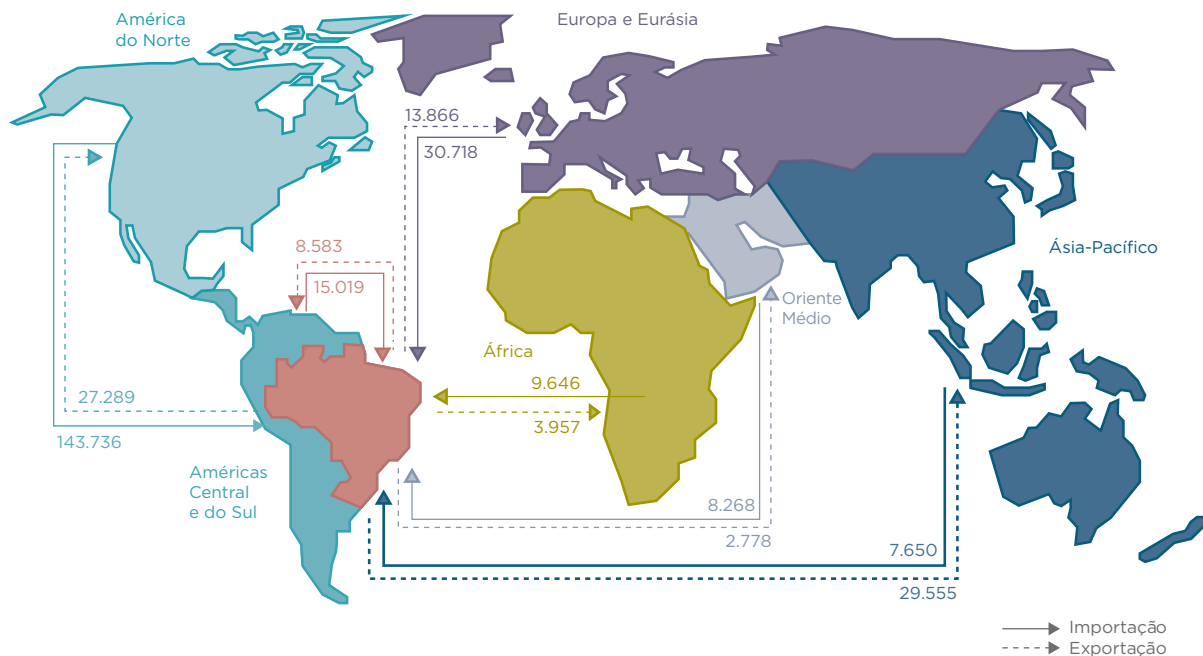 América
do Norte
Europa e Eurásia
13.866
30.718
Ásia-Pacífico
8.583
15.019
Oriente
Médio
África
9.646
3.957
27.289
143.736
Américas
Central
e do Sul
8.268
2.778
7.650
29.555
Importação
Exportação